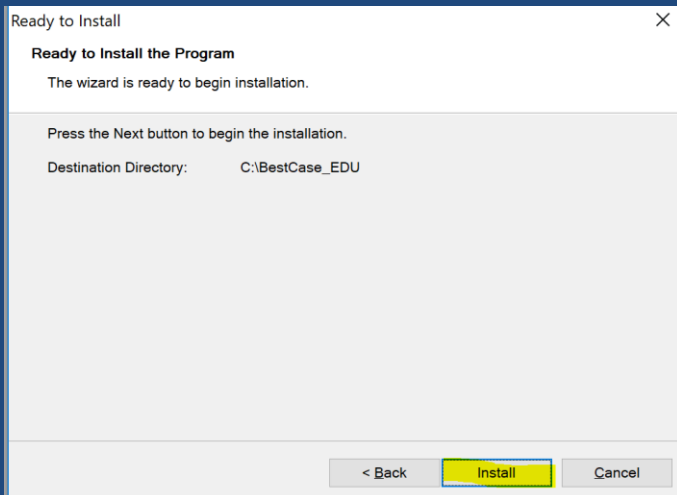 Ready to Install
Ready to Install the Program
The wizard is ready to begin installation.
Press the Next button to begin the installation.
Destination Directory: C:\BestCase_EDU
< Back Install Cancel